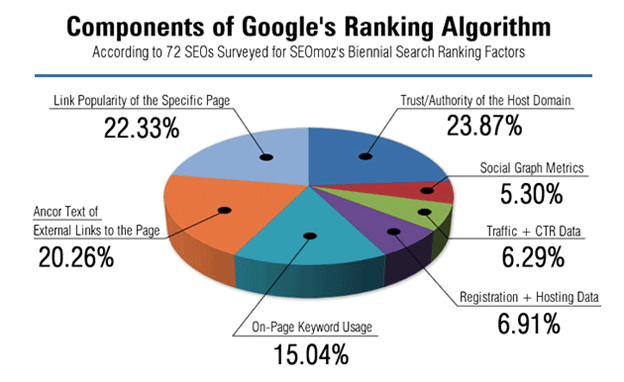 Components of Google's Ranking Algorithm
According to 72 SEOs Surveyed for SEOmoz's Biennial Search Ranking Factors
Link Popularity of the Specific Page
22.33%
Trust/Authority of the Host Domain
23.87%
Social Graph Metrics
5.30%
Ancor Text of
External Links to the Page
20.26%
Traffic + CTR Data
6.29%
Registration + Hosting Data
6.91%
On-Page Keyword Usage
15.04%